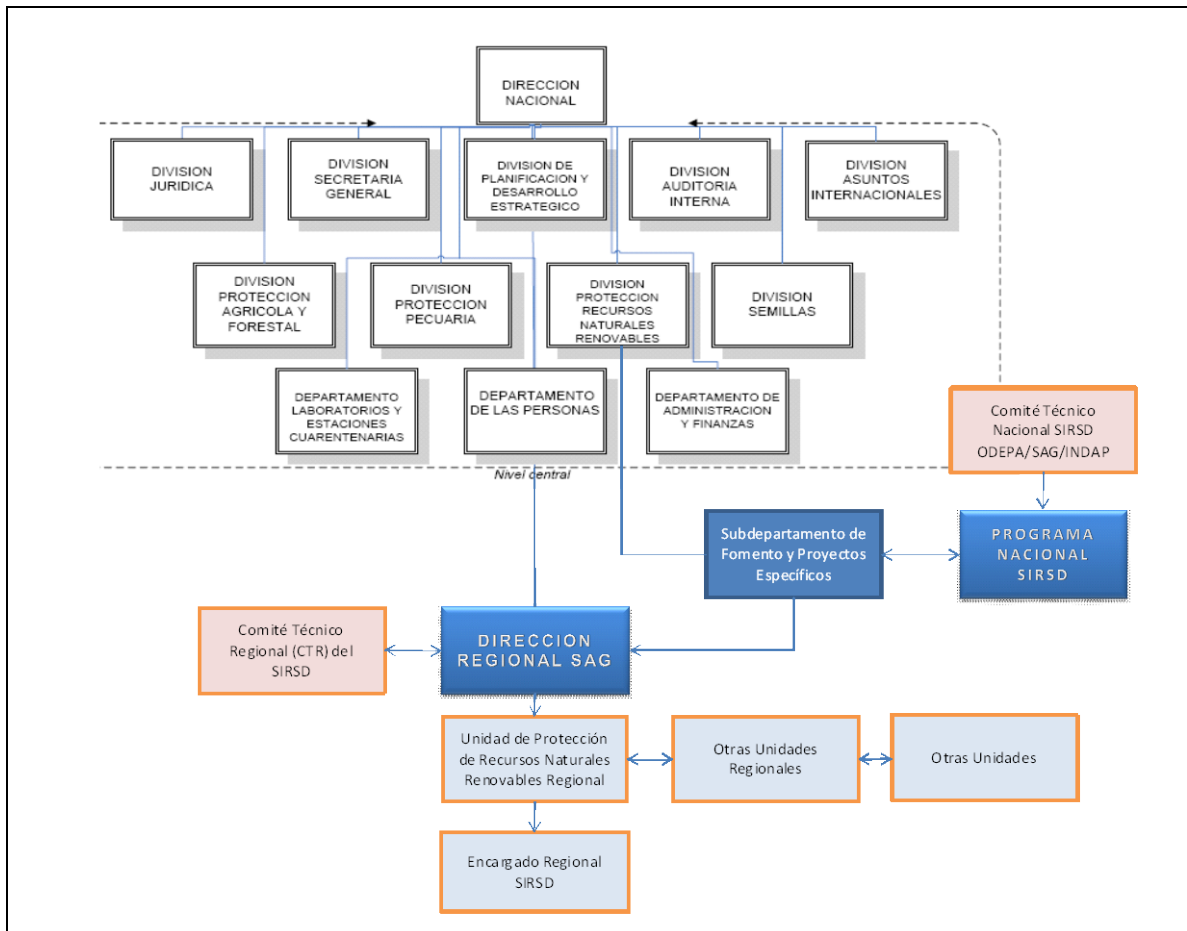 DIRECCION
NACIONAL
DIVISION
JURIDICA
DIVISION
SECRETARIA
GENERAL
DIVISION DE
PLANIFICACION Y
DESARROLLO
ESTRATEGICO
DIVISION
AUDITORIA
INTERNA
DIVISION
ASUNTOS
INTERNACIONALES
DIVISION
PROTECCION
AGRICOLA Y
FORESTAL
DIVISION
PROTECCION
PECUARIA
DIVISION
PROTECCION
RECURSOS
NATURALES
RENOVABLES
DIVISION
SEMILLAS
DEPARTAMENTO
LABORATORIOS Y
ESTACIONES
CUARENTENARIAS
DEPARTAMENTO
DE LAS PERSONAS
DEPARTAMENTO DE
ADMINISTRACION
Y FINANZAS
Comité Técnico
Nacional SIRSD
ODEPA/SAG/INDAP
Nivel central
Subdepartamento de
Fomento y Proyectos
Específicos
PROGRAMA
NACIONAL
SIRSD
Comité Técnico
Regional (CTR) del
SIRSD
DIRECCION
REGIONAL SAG
Unidad de Protección
de Recursos Naturales
Renovables Regional
Otras Unidades
Regionales
Otras Unidades
Encargado Regional
SIRSD